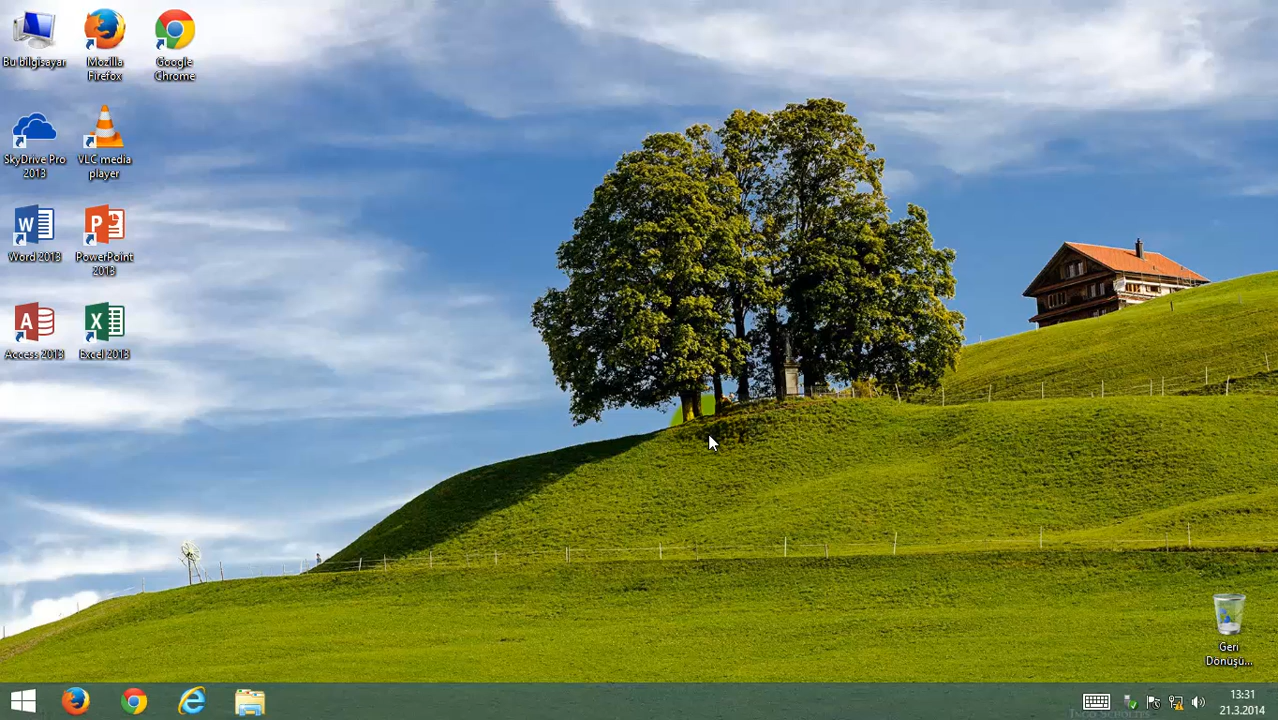 Bu bilgisayar
Mozilla
Firefox
Google
Chrome
SkyDrive Pro
2013
VLC media
player
Word 2013
PowerPoint
2013
Access 2013
Excel 2013
Geri
Dönüşü...
13:31
21.3.2014